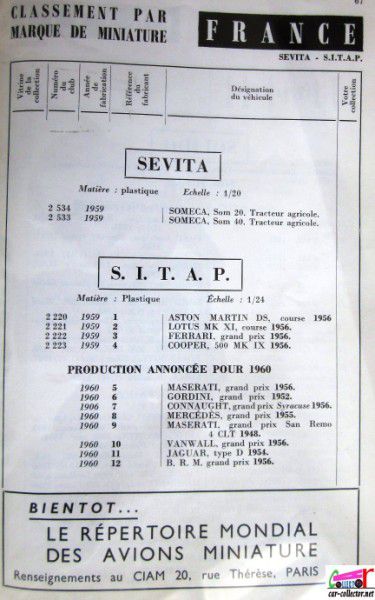 67
CLASSEMENT PAR
MARQUE DE MINIATURE
FRANCE
SEVITA - S.I.T.A.P.
Vitrine de la collection
Numéro du club
Année de fabrication
Référence du fabricant
Désignation du véhicule
Votre collection
SEVITA
Matière : plastique Echelle : 1/20
2 534 1959 SOMECA, Som 20. Tracteur agricole.
2 533 1959 SOMECA, Som 40. Tracteur agricole.
S. I. T. A. P.
Matière : Plastique Echelle : 1/24
2 220 1959 1 ASTON MARTIN DS, course 1956
2 221 1959 2 LOTUS MK XI, course 1956.
2 222 1959 3 FERRARI, grand prix 1956.
2 223 1959 4 COOPER, 500 MK IX 1956.
PRODUCTION ANNONCÉE POUR 1960
1960 5 MASERATI, grand prix 1956.
1960 6 GORDINI, grand prix 1952.
1906 7 CONNAUGHT, grand prix Syracuse 1956.
1960 8 MERCÉDÈS, grand prix 1955.
1960 9 MASERATI, grand prix San Remo
4 CLT 1948.
1960 10 VANWALL, grand prix 1956.
1960 11 JAGUAR, type D 1954.
1960 12 B. R. M. grand prix 1956.
BIENTOT...
LE RÉPERTOIRE MONDIAL
DES AVIONS MINIATURE
Renseignements au CIAM 20, rue Thérèse, PARIS
car-collector.net